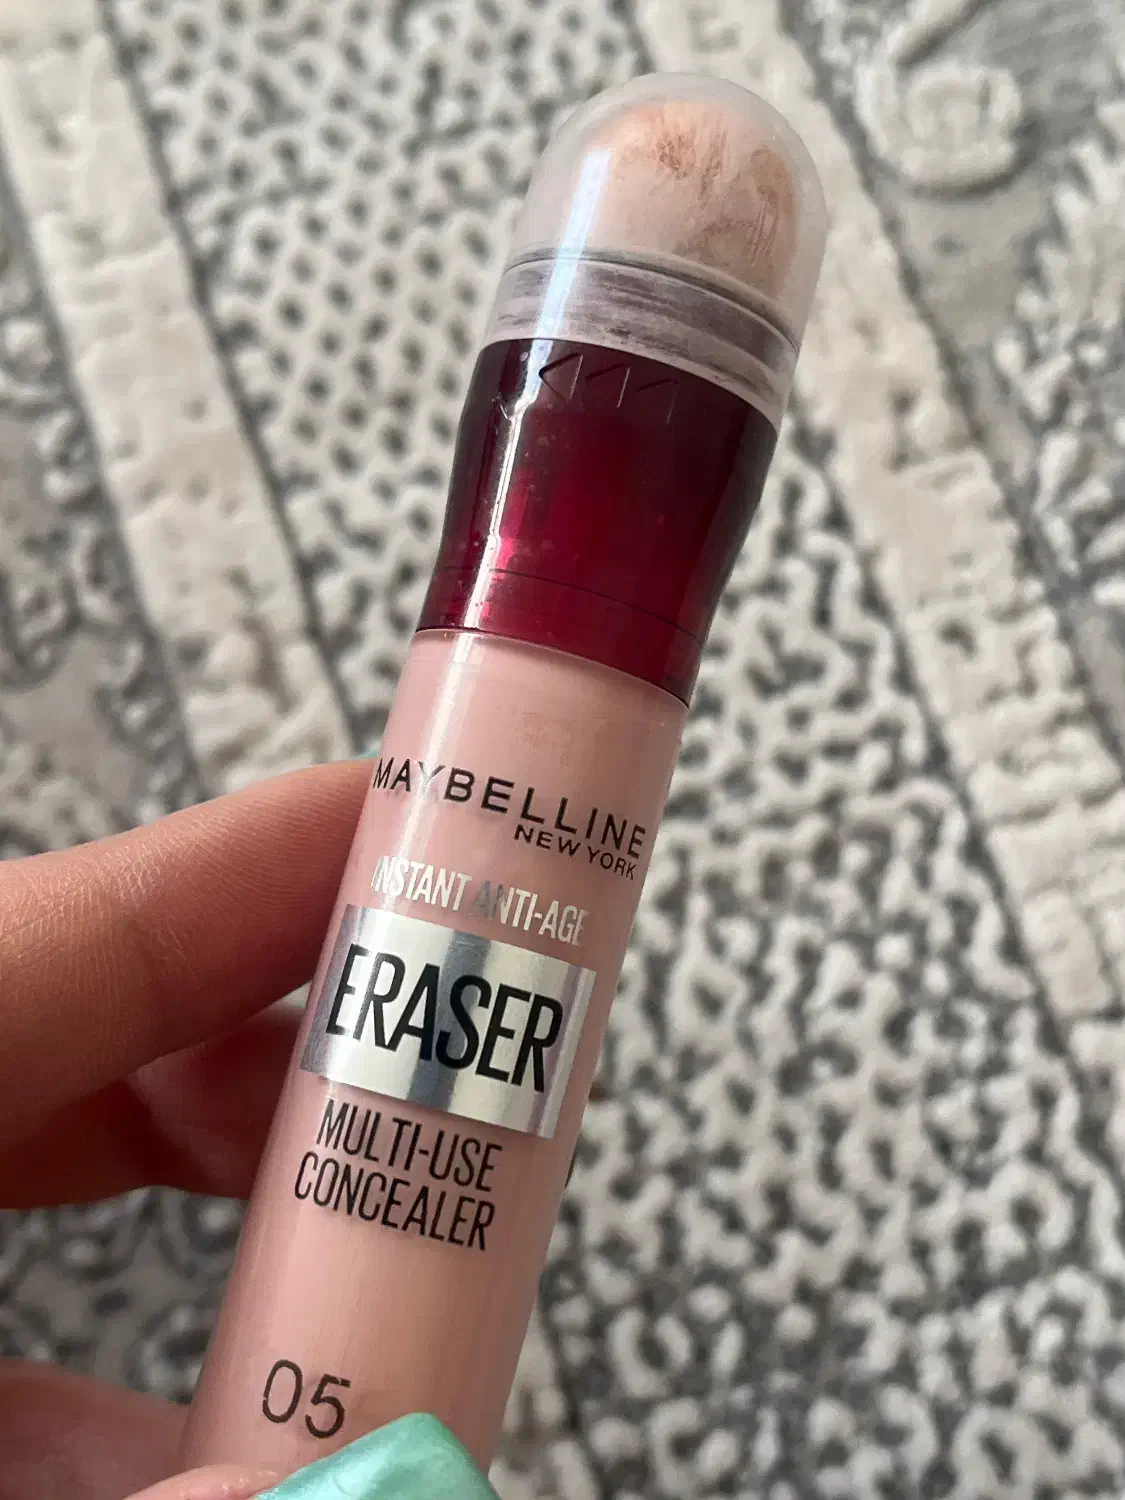 MAYBELLINE
NEW YORK
INSTANT ANTI-AGE
ERASER
MULTI-USE
CONCEALER
05